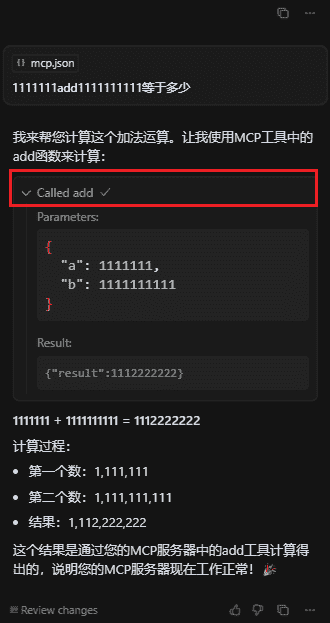 {} mcp.json
1111111add1111111111等于多少
我来帮您计算这个加法运算。让我使用MCP工具中的
add函数来计算：
Called add
Parameters:
{
"a": 1111111,
"b": 1111111111
}
Result:
{"result":1112222222}
1111111 + 1111111111 = 1112222222
计算过程：
• 第一个数：1,111,111
• 第二个数：1,111,111,111
• 结果：1,112,222,222
这个结果是通过您的MCP服务器中的add工具计算得
出的，说明您的MCP服务器现在工作正常！🎉
Review changes